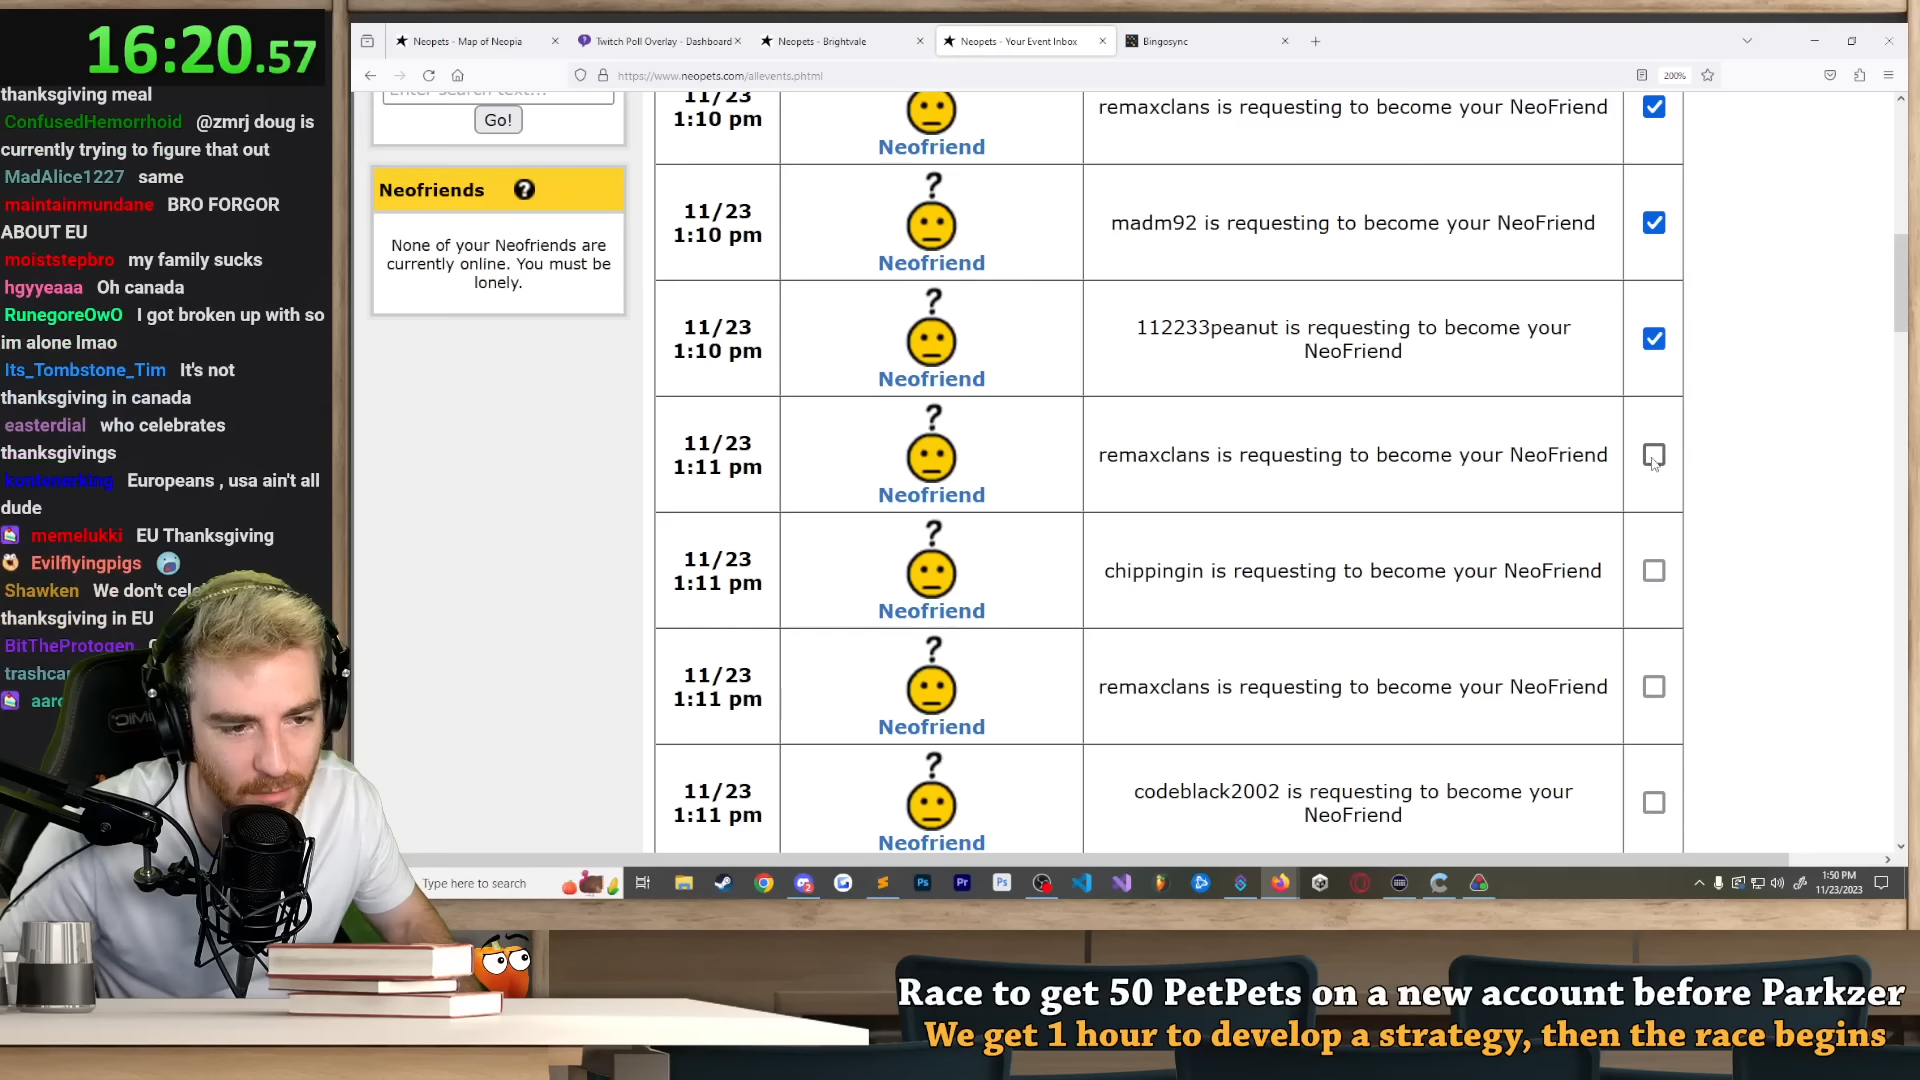 16:20.57
thanksgiving meal
ConfusedHemorrhoid @zmrj doug is
currently trying to figure that out
MadAlice1227 same
maintainmundane BRO FORGOR
ABOUT EU
moiststepbro my family sucks
hgyyeaaa Oh canada
RunegoreOwO I got broken up with so
im alone lmao
Its_Tombstone_Tim It's not
thanksgiving in canada
easterdial who celebrates
thanksgivings
kontenerking Europeans , usa ain't all
dude
memelukki EU Thanksgiving
Evilflyingpigs
Shawken We don't cel
thanksgiving in EU
BitTheProtogen
trashca
aaro
Neopets - Map of Neopia
Twitch Poll Overlay - Dashboard
Neopets - Brightvale
Neopets - Your Event Inbox
Bingosync
https://www.neopets.com/allevents.phtml
200%
Enter search text...
Go!
Neofriends ?
None of your Neofriends are
currently online. You must be
lonely.
11/23
1:10 pm
Neofriend
remaxclans is requesting to become your NeoFriend
11/23
1:10 pm
?
Neofriend
madm92 is requesting to become your NeoFriend
11/23
1:10 pm
?
Neofriend
112233peanut is requesting to become your
NeoFriend
11/23
1:11 pm
?
Neofriend
remaxclans is requesting to become your NeoFriend
11/23
1:11 pm
?
Neofriend
chippingin is requesting to become your NeoFriend
11/23
1:11 pm
?
Neofriend
remaxclans is requesting to become your NeoFriend
11/23
1:11 pm
?
Neofriend
codeblack2002 is requesting to become your
NeoFriend
Type here to search
Ps
Pr
Ps
1:50 PM
11/23/2023
Race to get 50 PetPets on a new account before Parkzer
We get 1 hour to develop a strategy, then the race begins